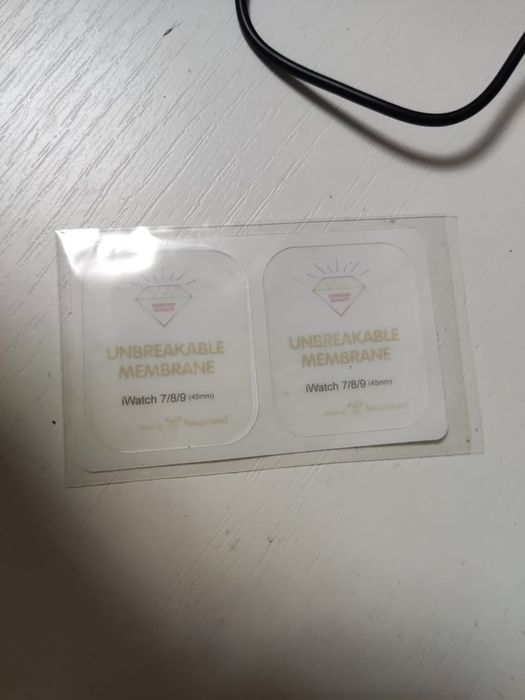 UNBREAKABLE
MEMBRANE
iWatch 7/8/9 (45mm)
UNBREAKABLE
MEMBRANE
iWatch 7/8/9 (45mm)